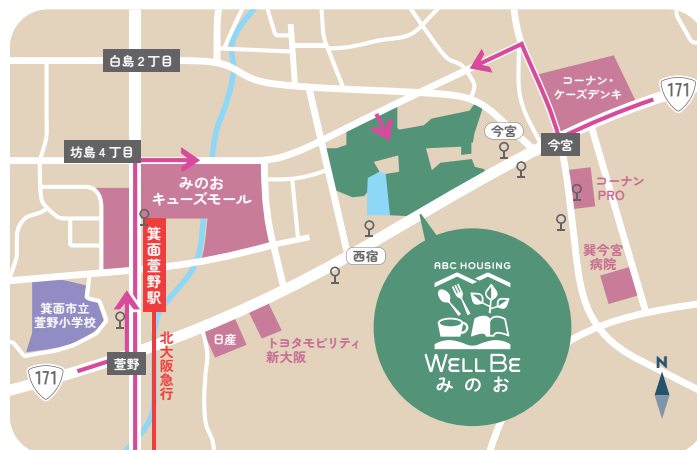 白島2丁目
コーナン・
ケーズデンキ
171
今宮
今宮
坊島4丁目
みのお
キューズモール
コーナン
PRO
箕面萱野駅
西宿
巽今宮
病院
ABC HOUSING
箕面市立
萱野小学校
日産
トヨタモビリティ
新大阪
北大阪急行
WELL BE
みのお
萱野
171
N